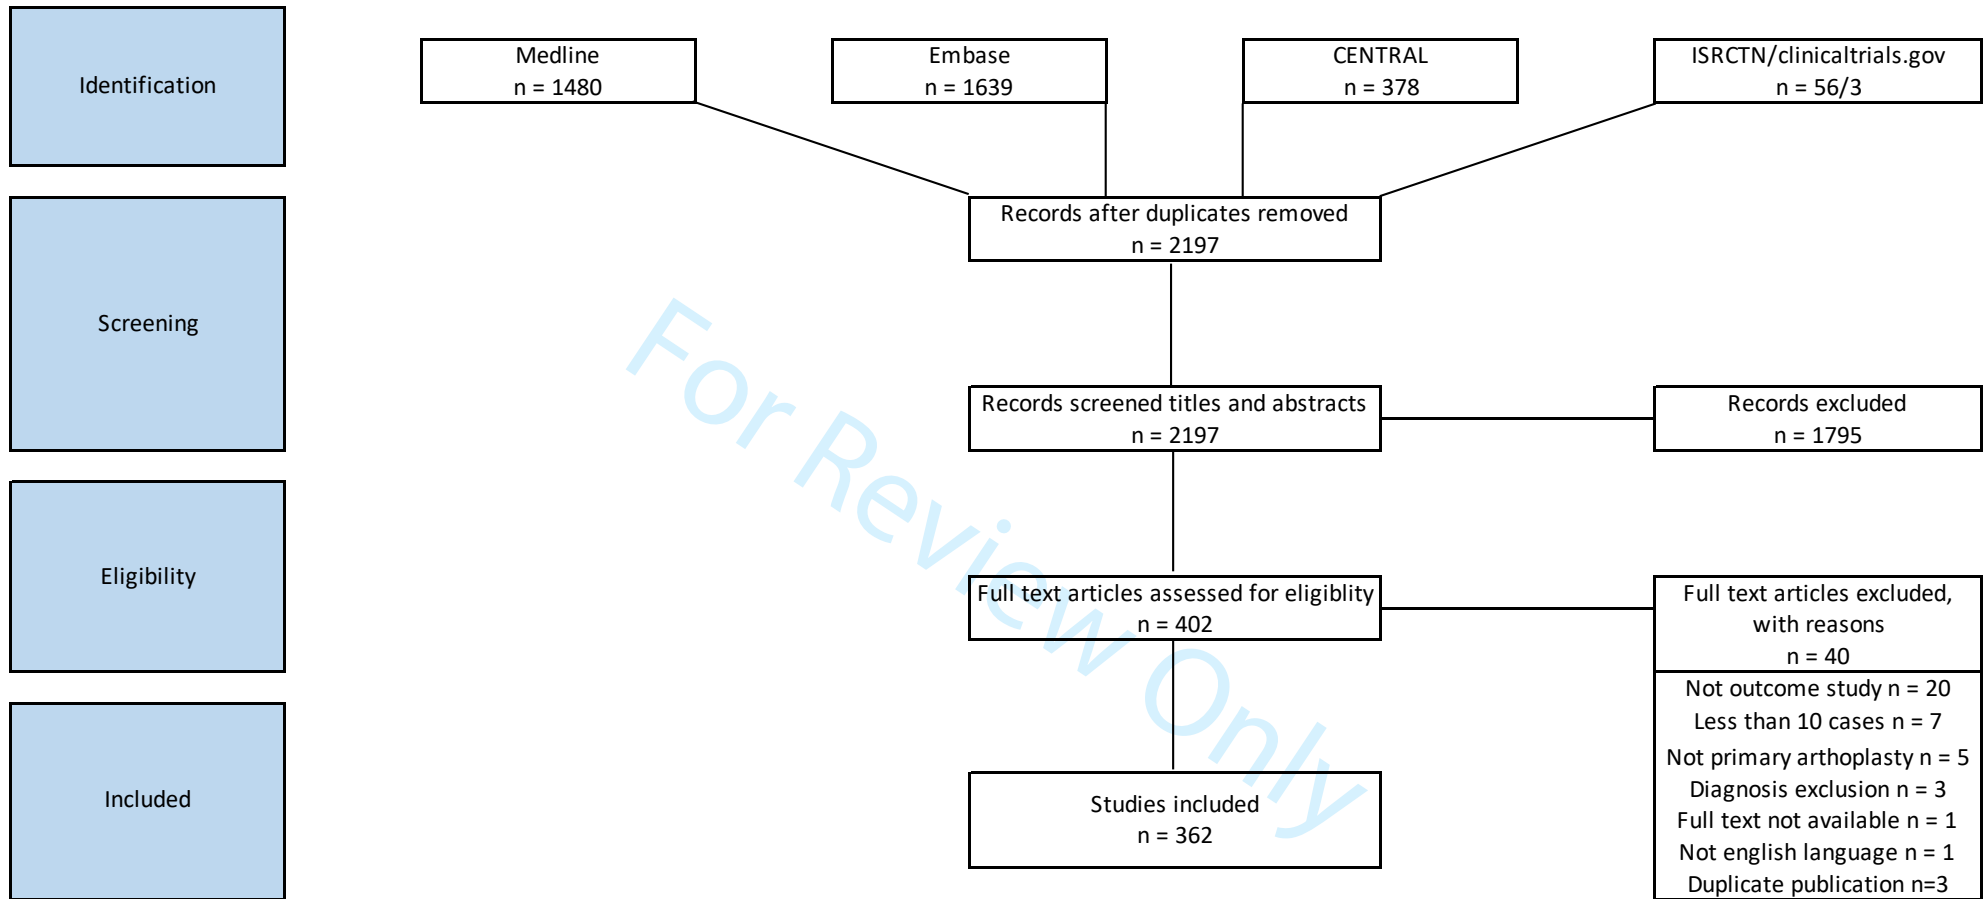 Identification
Medline
n = 1480
Embase
n = 1639
CENTRAL
n = 378
ISRCTN/clinicaltrials.gov
n = 56/3
Screening
Records after duplicates removed
n = 2197
Records screened titles and abstracts
n = 2197
Records excluded
n = 1795
Eligibility
Full text articles assessed for eligiblity
n = 402
Full text articles excluded,
with reasons
n = 40
Not outcome study n = 20
Less than 10 cases n = 7
Not primary arthoplasty n = 5
Diagnosis exclusion n = 3
Full text not available n = 1
Not english language n = 1
Duplicate publication n=3
Included
Studies included
n = 362
For Review Only